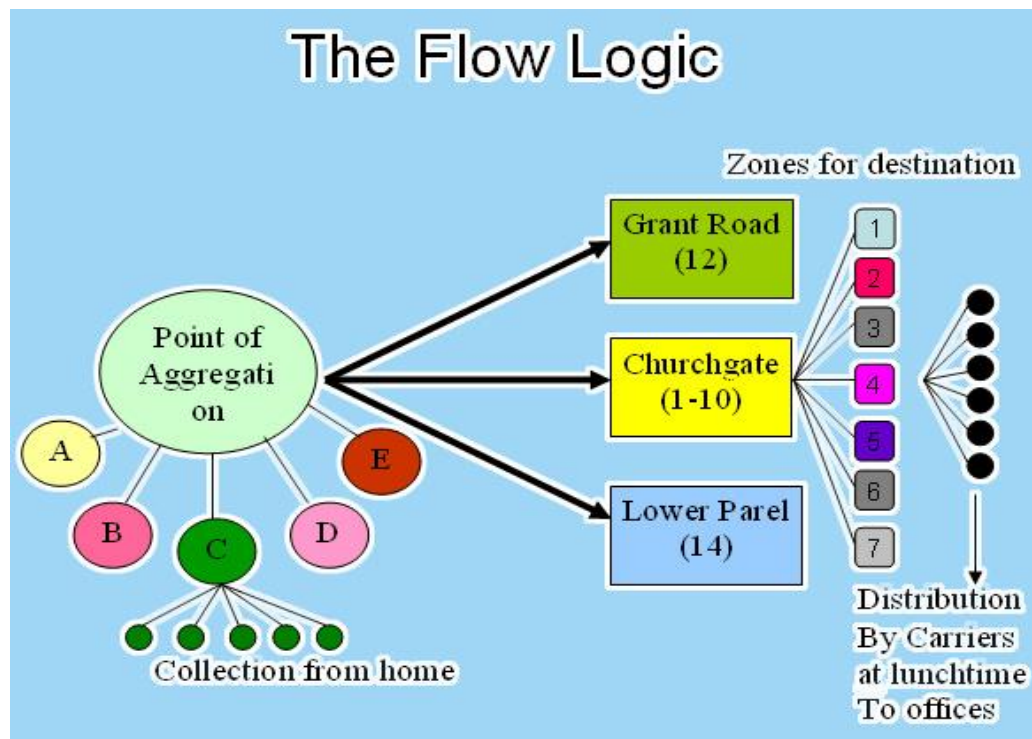 The Flow Logic
Zones for destination
Grant Road
(12)
Churchgate
(1-10)
Lower Parel
(14)
Point of
Aggregati
on
A
B
C
D
E
Collection from home
1
2
3
4
5
6
7
Distribution
By Carriers
at lunchtime
To offices